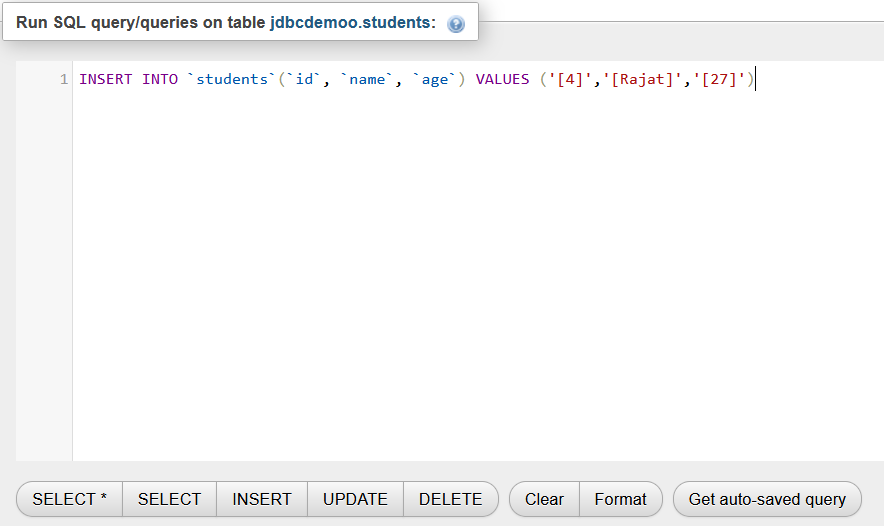 Run SQL query/queries on table jdbcdemoo.students:
1 INSERT INTO `students`(`id`, `name`, `age`) VALUES ('[4]','[Rajat]','[27]')
SELECT * SELECT INSERT UPDATE DELETE Clear Format Get auto-saved query